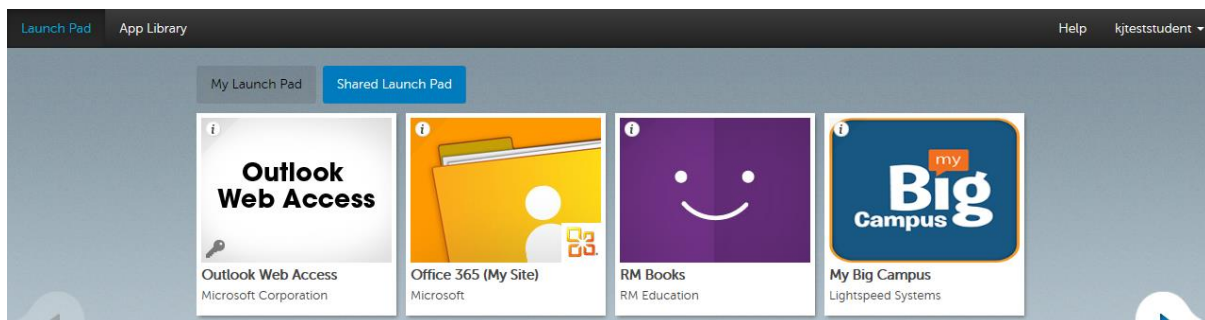 Launch Pad App Library Help kjteststudent
My Launch Pad Shared Launch Pad
Outlook
Web Access
my
Big
Campus
Outlook Web Access
Microsoft Corporation
Office 365 (My Site)
Microsoft
RM Books
RM Education
My Big Campus
Lightspeed Systems